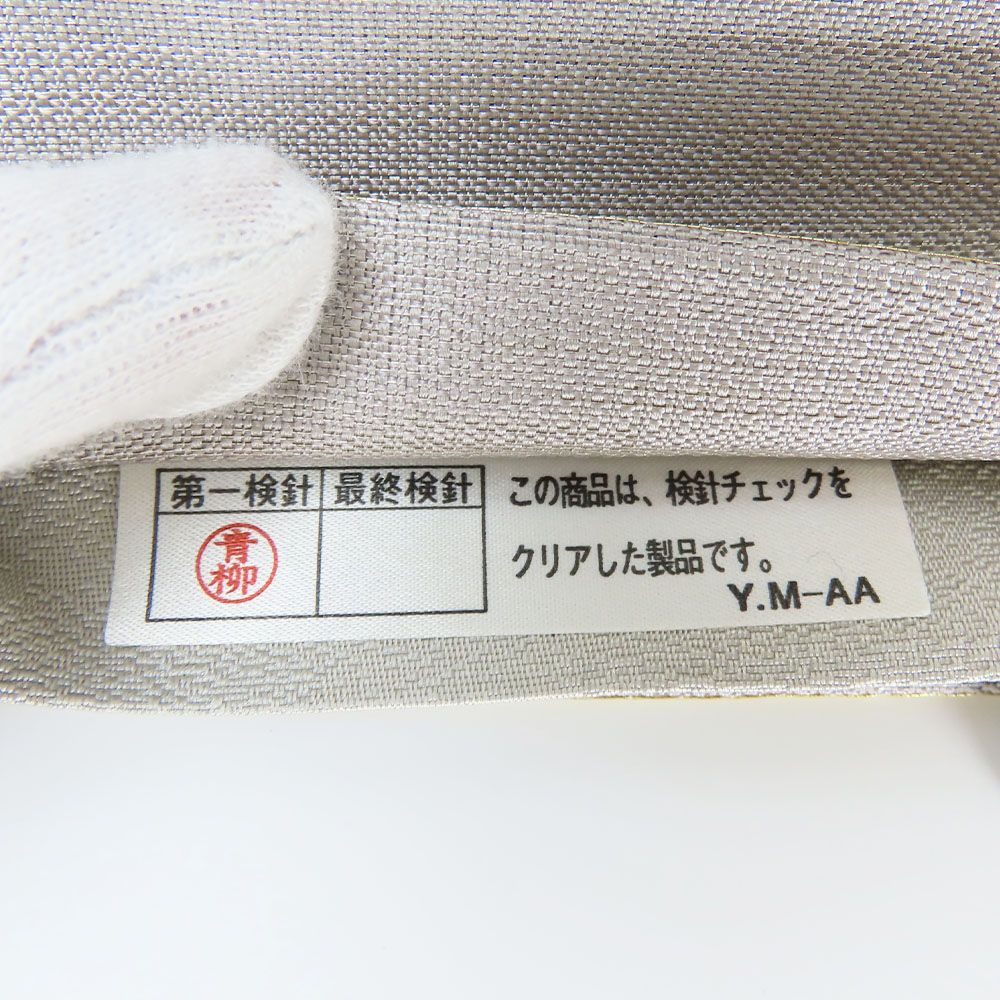 第一検針 最終検針
青柳
この商品は、検針チェックを
クリアした製品です。
Y.M-AA